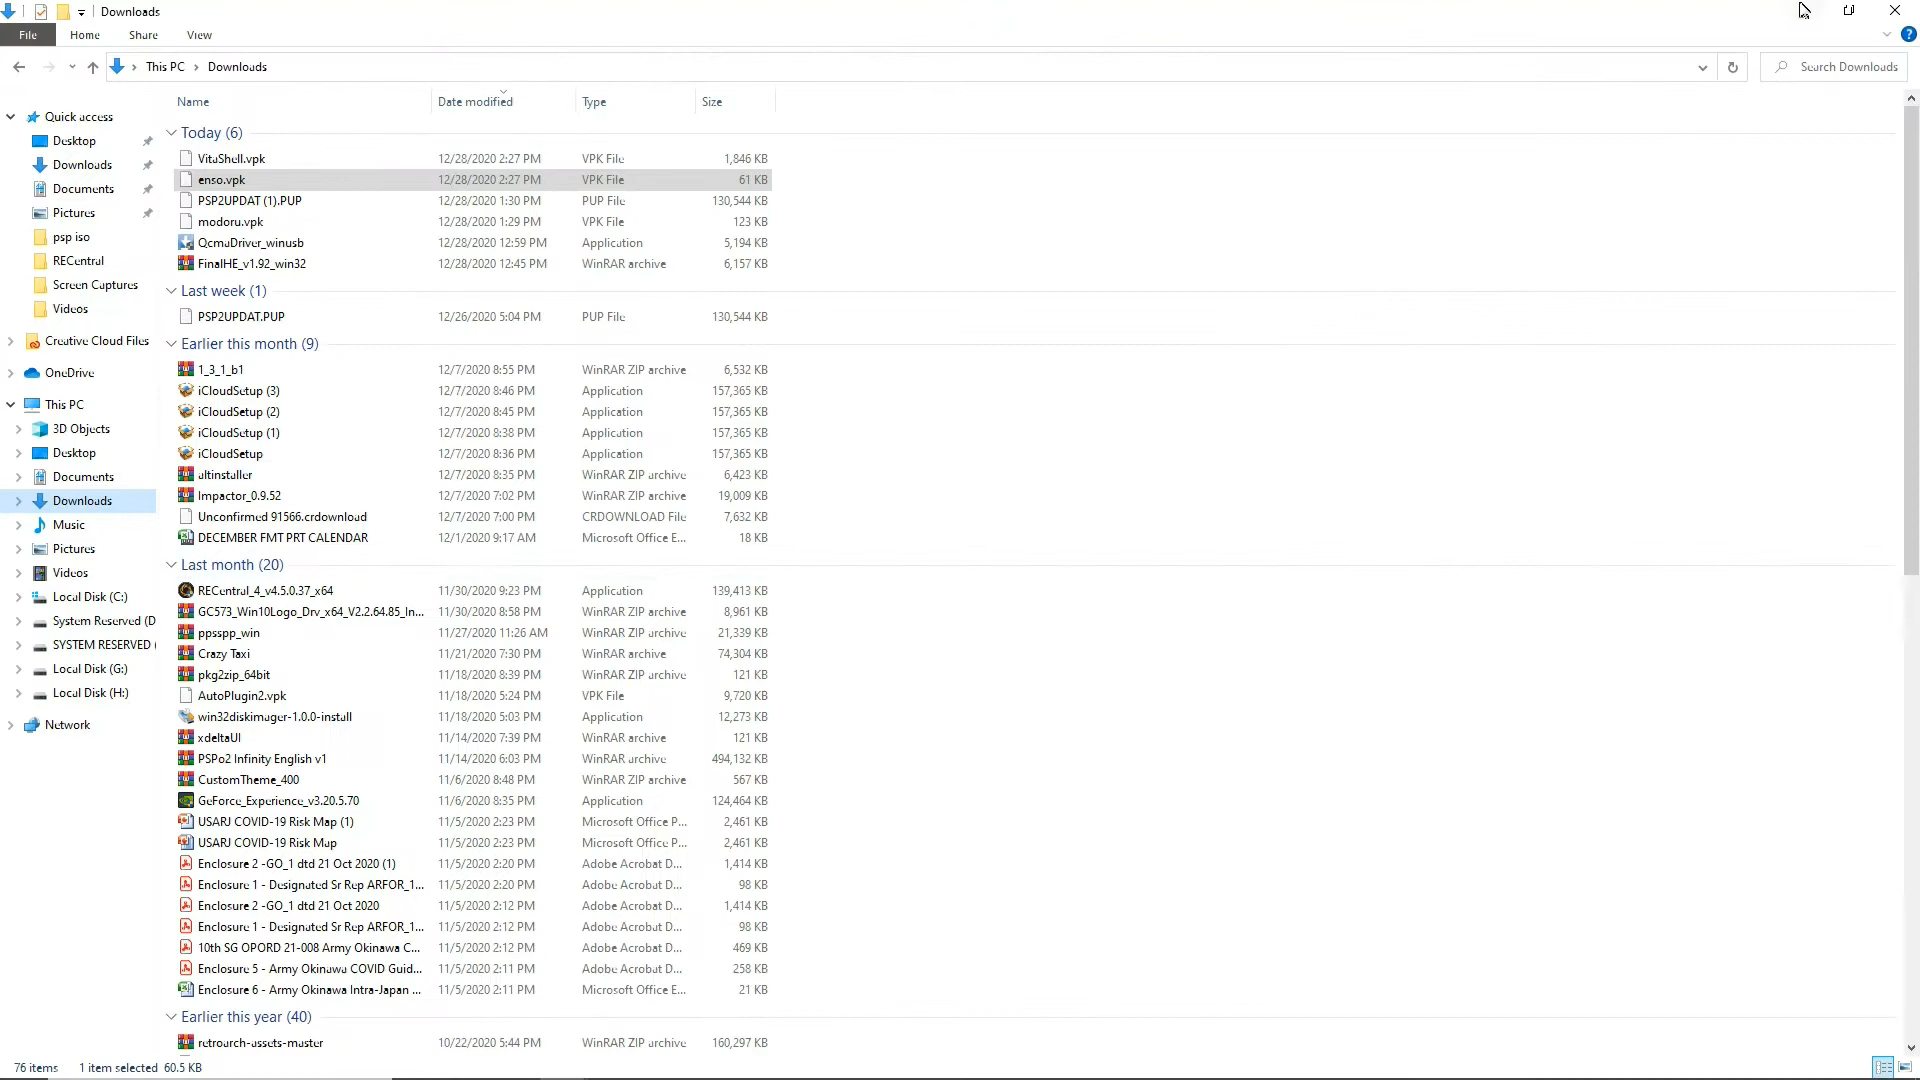 Downloads
File Home Share View
This PC Downloads Search Downloads
Name Date modified Type Size
Quick access
Desktop
Downloads
Documents
Pictures
psp iso
RECentral
Screen Captures
Videos
Creative Cloud Files
OneDrive
This PC
3D Objects
Desktop
Documents
Downloads
Music
Pictures
Videos
Local Disk (C:)
System Reserved (D
SYSTEM RESERVED (
Local Disk (G:)
Local Disk (H:)
Network
Today (6)
VitaShell.vpk 12/28/2020 2:27 PM VPK File 1,846 KB
enso.vpk 12/28/2020 2:27 PM VPK File 61 KB
PSP2UPDAT (1).PUP 12/28/2020 1:30 PM PUP File 130,544 KB
modoru.vpk 12/28/2020 1:29 PM VPK File 123 KB
QcmaDriver_winusb 12/28/2020 12:59 PM Application 5,194 KB
FinalHE_v1.92_win32 12/28/2020 12:45 PM WinRAR archive 6,157 KB
Last week (1)
PSP2UPDAT.PUP 12/26/2020 5:04 PM PUP File 130,544 KB
Earlier this month (9)
1_3_1_b1 12/7/2020 8:55 PM WinRAR ZIP archive 6,532 KB
iCloudSetup (3) 12/7/2020 8:46 PM Application 157,365 KB
iCloudSetup (2) 12/7/2020 8:45 PM Application 157,365 KB
iCloudSetup (1) 12/7/2020 8:38 PM Application 157,365 KB
iCloudSetup 12/7/2020 8:36 PM Application 157,365 KB
altinstaller 12/7/2020 8:35 PM WinRAR ZIP archive 6,423 KB
Impactor_0.9.52 12/7/2020 7:02 PM WinRAR ZIP archive 19,009 KB
Unconfirmed 91566.crdownload 12/7/2020 7:00 PM CRDOWNLOAD File 7,632 KB
DECEMBER FMT PRT CALENDAR 12/1/2020 9:17 AM Microsoft Office E... 18 KB
Last month (20)
RECentral_4_v4.5.0.37_x64 11/30/2020 9:23 PM Application 139,413 KB
GC573_Win10Logo_Drv_x64_V2.2.64.85_In... 11/30/2020 8:58 PM WinRAR ZIP archive 8,961 KB
ppsspp_win 11/27/2020 11:26 AM WinRAR ZIP archive 21,339 KB
Crazy Taxi 11/21/2020 7:30 PM WinRAR archive 74,304 KB
pkg2zip_64bit 11/18/2020 8:39 PM WinRAR ZIP archive 121 KB
AutoPlugin2.vpk 11/18/2020 5:24 PM VPK File 9,720 KB
win32diskimager-1.0.0-install 11/18/2020 5:03 PM Application 12,273 KB
xdeltaUI 11/14/2020 7:39 PM WinRAR archive 121 KB
PSPo2 Infinity English v1 11/14/2020 6:03 PM WinRAR archive 494,132 KB
CustomTheme_400 11/6/2020 8:48 PM WinRAR ZIP archive 567 KB
GeForce_Experience_v3.20.5.70 11/6/2020 8:35 PM Application 124,464 KB
USARJ COVID-19 Risk Map (1) 11/5/2020 2:23 PM Microsoft Office P... 2,461 KB
USARJ COVID-19 Risk Map 11/5/2020 2:23 PM Microsoft Office P... 2,461 KB
Enclosure 2 -GO_1 dtd 21 Oct 2020 (1) 11/5/2020 2:20 PM Adobe Acrobat D... 1,414 KB
Enclosure 1 - Designated Sr Rep ARFOR_1... 11/5/2020 2:20 PM Adobe Acrobat D... 98 KB
Enclosure 2 -GO_1 dtd 21 Oct 2020 11/5/2020 2:12 PM Adobe Acrobat D... 1,414 KB
Enclosure 1 - Designated Sr Rep ARFOR_1... 11/5/2020 2:12 PM Adobe Acrobat D... 98 KB
10th SG OPORD 21-008 Army Okinawa C... 11/5/2020 2:12 PM Adobe Acrobat D... 469 KB
Enclosure 5 - Army Okinawa COVID Guid... 11/5/2020 2:11 PM Adobe Acrobat D... 258 KB
Enclosure 6 - Army Okinawa Intra-Japan ... 11/5/2020 2:11 PM Microsoft Office E... 21 KB
Earlier this year (40)
retroarch-assets-master 10/22/2020 5:44 PM WinRAR ZIP archive 160,297 KB
76 items 1 item selected 60.5 KB